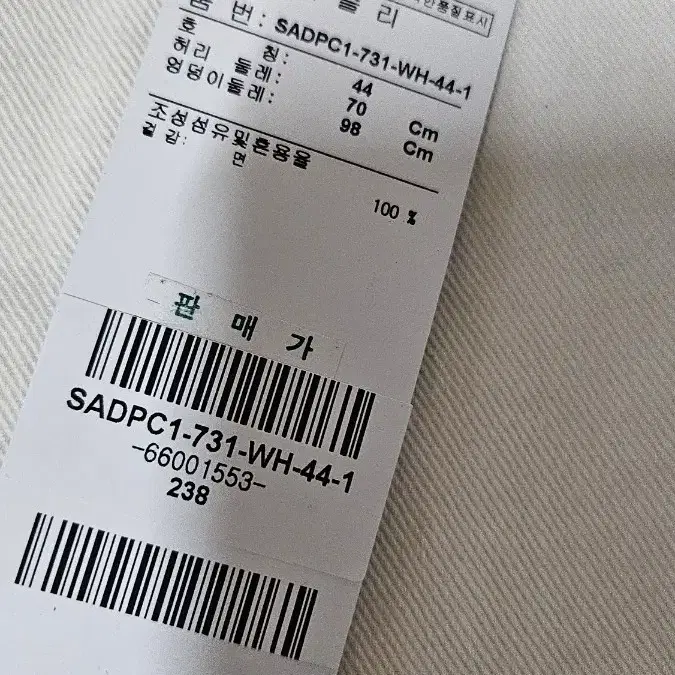 품 번: SADPC1-731-WH-44-1
호 칭: 44
허리 둘레: 70 Cm
엉덩이둘레: 98 Cm
조성섬유및혼용율
겉감: 면 100 %
판 매 가
SADPC1-731-WH-44-1
-66001553-
238